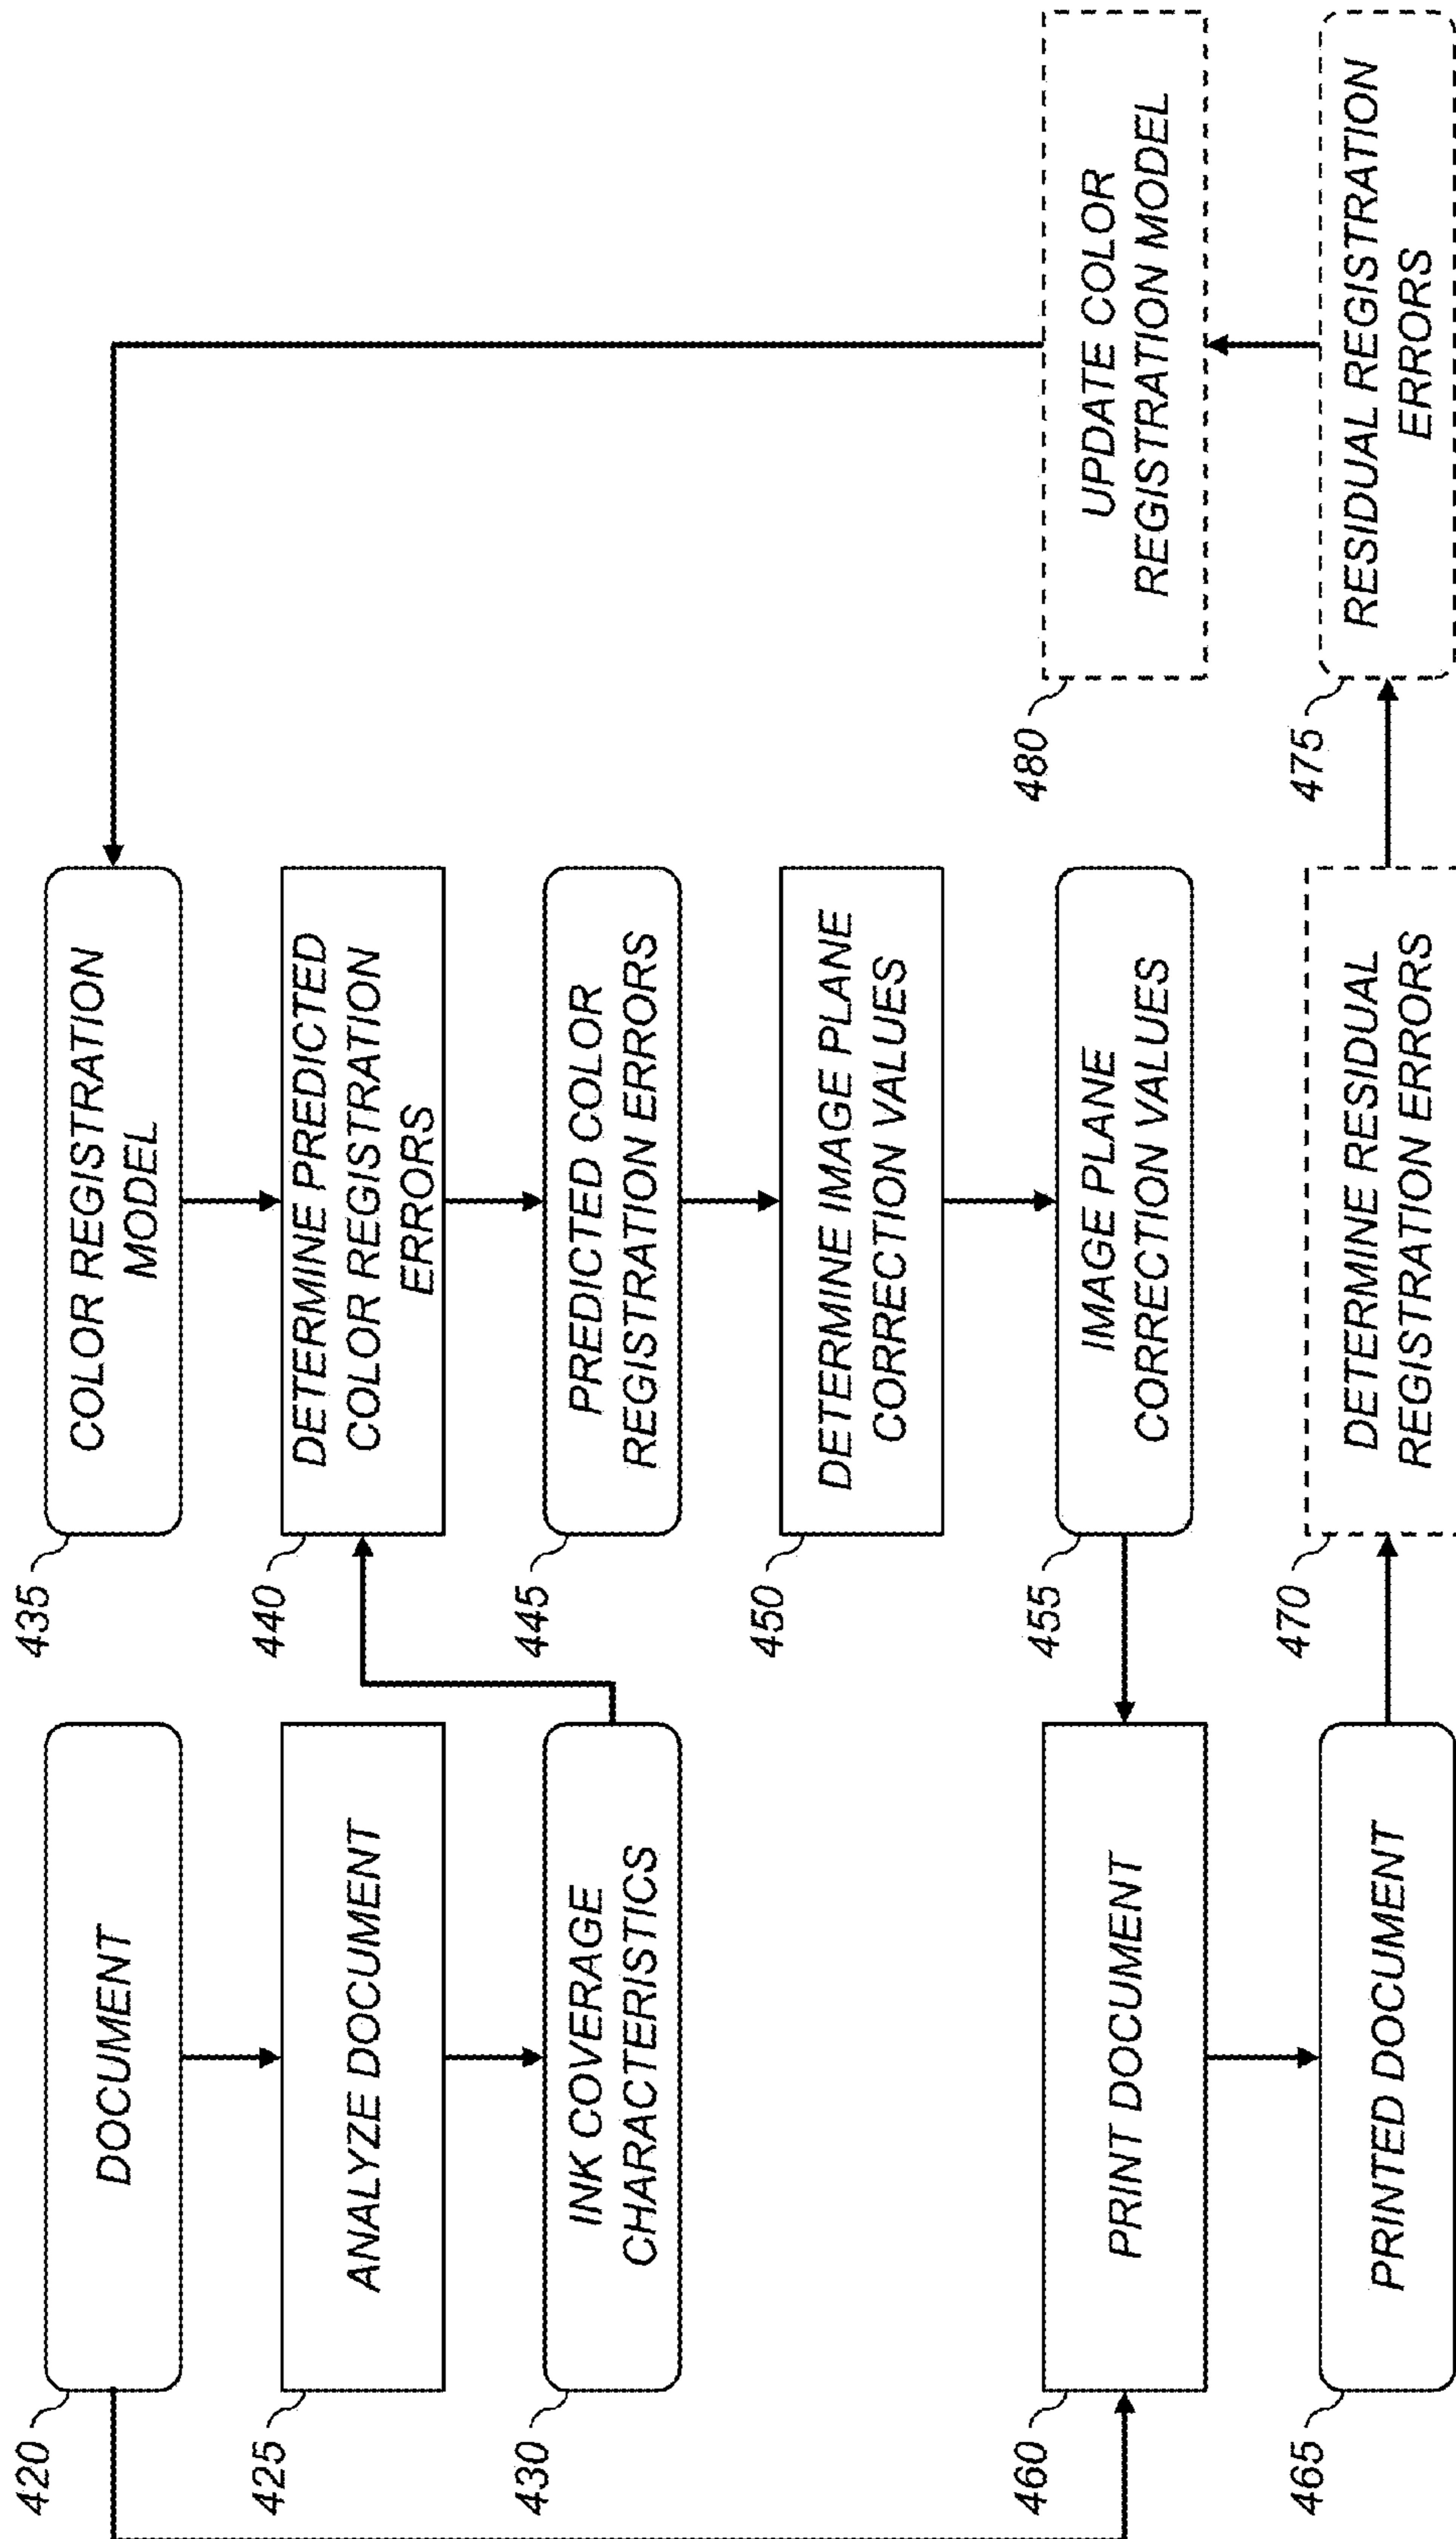 420
DOCUMENT
425
ANALYZE DOCUMENT
430
INK COVERAGE
CHARACTERISTICS
435
COLOR REGISTRATION
MODEL
440
DETERMINE PREDICTED
COLOR REGISTRATION
ERRORS
445
PREDICTED COLOR
REGISTRATION ERRORS
450
DETERMINE IMAGE PLANE
CORRECTION VALUES
455
IMAGE PLANE
CORRECTION VALUES
460
PRINT DOCUMENT
465
PRINTED DOCUMENT
470
DETERMINE RESIDUAL
REGISTRATION ERRORS
475
RESIDUAL REGISTRATION
ERRORS
480
UPDATE COLOR
REGISTRATION MODEL